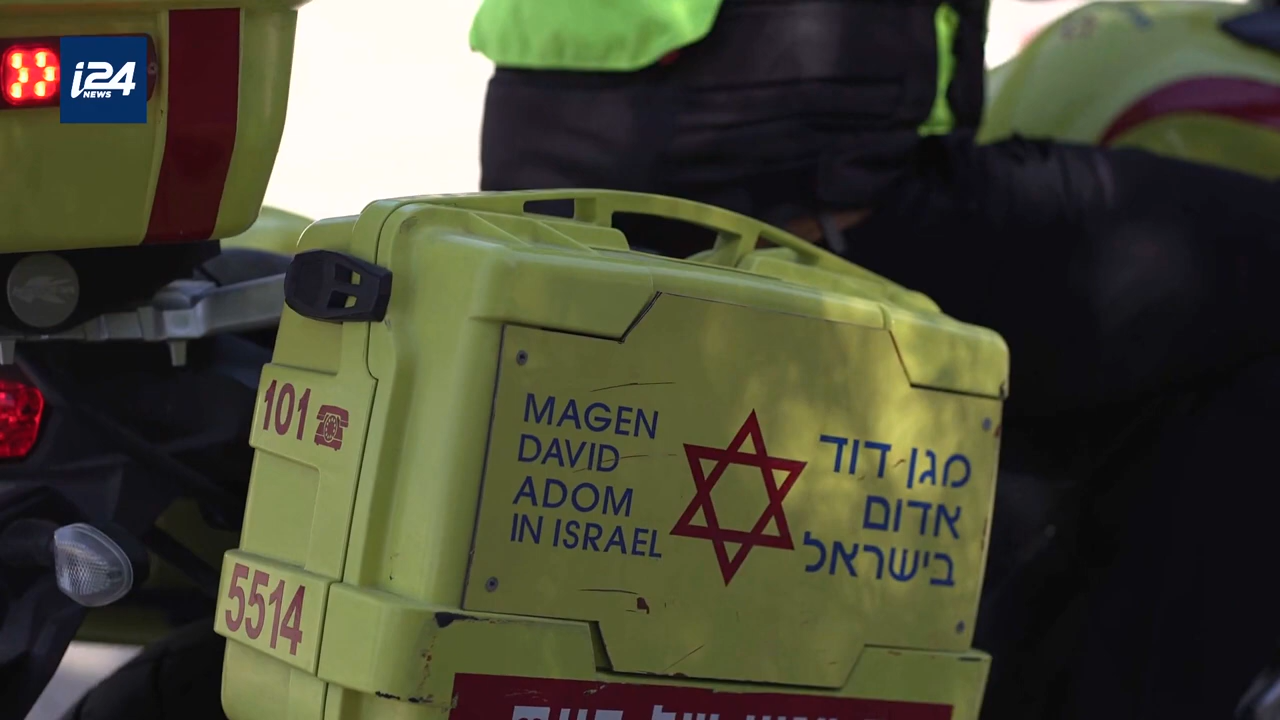 i24
NEWS
101
5514
MAGEN
DAVID
ADOM
IN ISRAEL
מגן דוד
אדום
בישראל